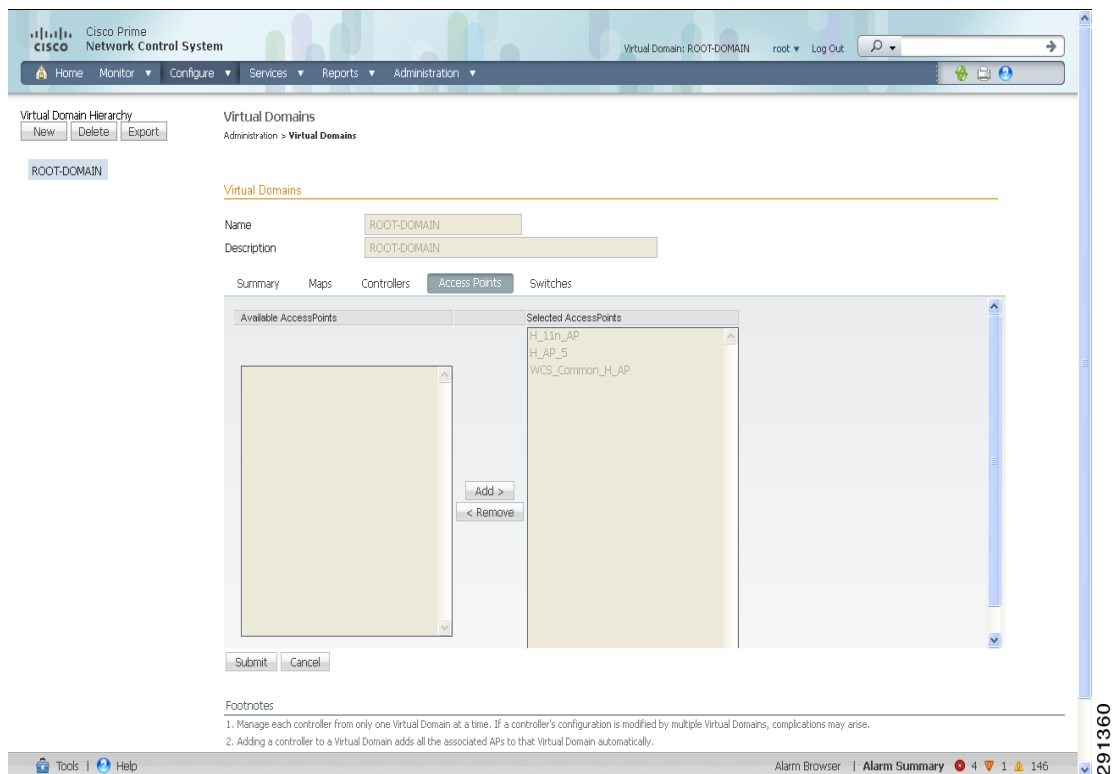 Cisco Prime
CISCO Network Control System
Virtual Domain: ROOT-DOMAIN root Log Out
Home Monitor Configure Services Reports Administration
Virtual Domain Hierarchy
New Delete Export
ROOT-DOMAIN
Virtual Domains
Administration > Virtual Domains
Virtual Domains
Name ROOT-DOMAIN
Description ROOT-DOMAIN
Summary Maps Controllers Access Points Switches
Available AccessPoints Selected AccessPoints
H_11n_AP
H_AP_5
WCS_Common_H_AP
Add >
< Remove
Submit Cancel
Footnotes
1. Manage each controller from only one Virtual Domain at a time. If a controller's configuration is modified by multiple Virtual Domains, complications may arise.
2. Adding a controller to a Virtual Domain adds all the associated APs to that Virtual Domain automatically.
Tools | Help Alarm Browser | Alarm Summary 4 1 146
291360